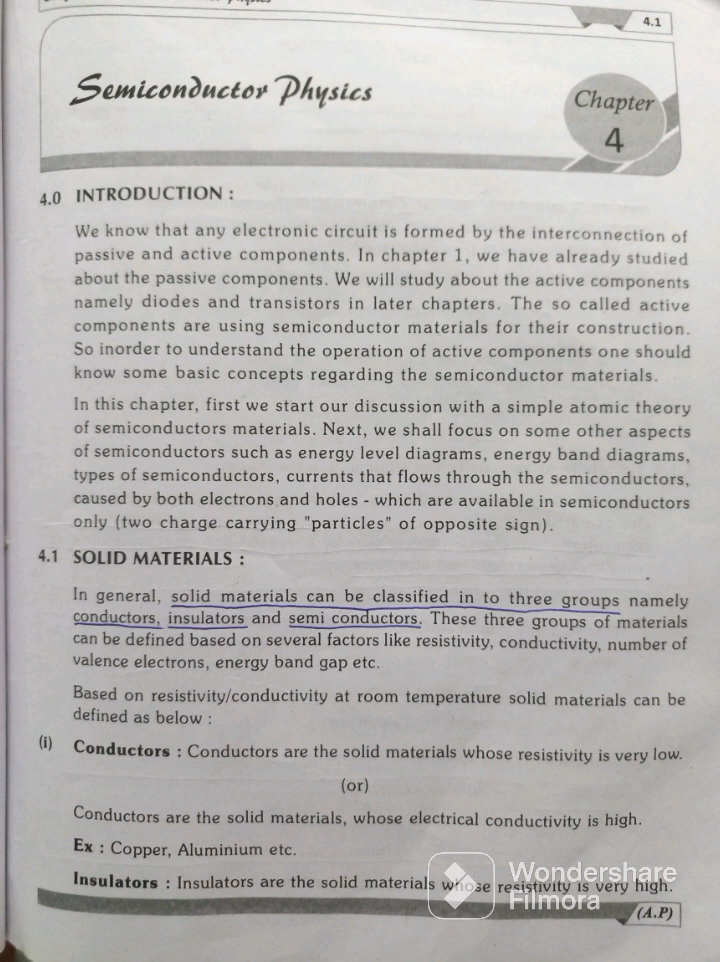 4.1
Semiconductor Physics
Chapter
4
4.0 INTRODUCTION :
We know that any electronic circuit is formed by the interconnection of
passive and active components. In chapter 1, we have already studied
about the passive components. We will study about the active components
namely diodes and transistors in later chapters. The so called active
components are using semiconductor materials for their construction.
So inorder to understand the operation of active components one should
know some basic concepts regarding the semiconductor materials.
In this chapter, first we start our discussion with a simple atomic theory
of semiconductors materials. Next, we shall focus on some other aspects
of semiconductors such as energy level diagrams, energy band diagrams,
types of semiconductors, currents that flows through the semiconductors,
caused by both electrons and holes - which are available in semiconductors
only (two charge carrying "particles" of opposite sign).
4.1 SOLID MATERIALS :
In general, solid materials can be classified in to three groups namely
conductors, insulators and semi conductors. These three groups of materials
can be defined based on several factors like resistivity, conductivity, number of
valence electrons, energy band gap etc.
Based on resistivity/conductivity at room temperature solid materials can be
defined as below :
(i) Conductors : Conductors are the solid materials whose resistivity is very low.
(or)
Conductors are the solid materials, whose electrical conductivity is high.
Ex : Copper, Aluminium etc.
Insulators : Insulators are the solid materials whose resistivity is very high.
Wondershare
Filmora
(A.P)